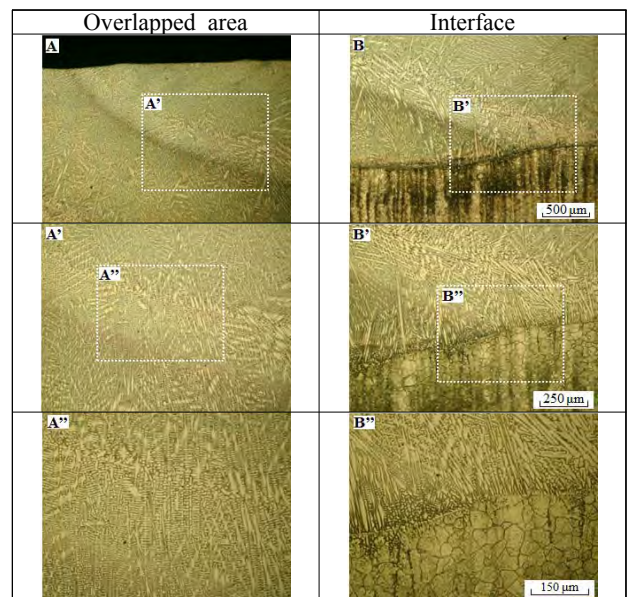 Overlapped area
Interface
A
A’
B
B’
500 µm
A’
A’’
B’
B’’
250 µm
A’’
B’’
150 µm